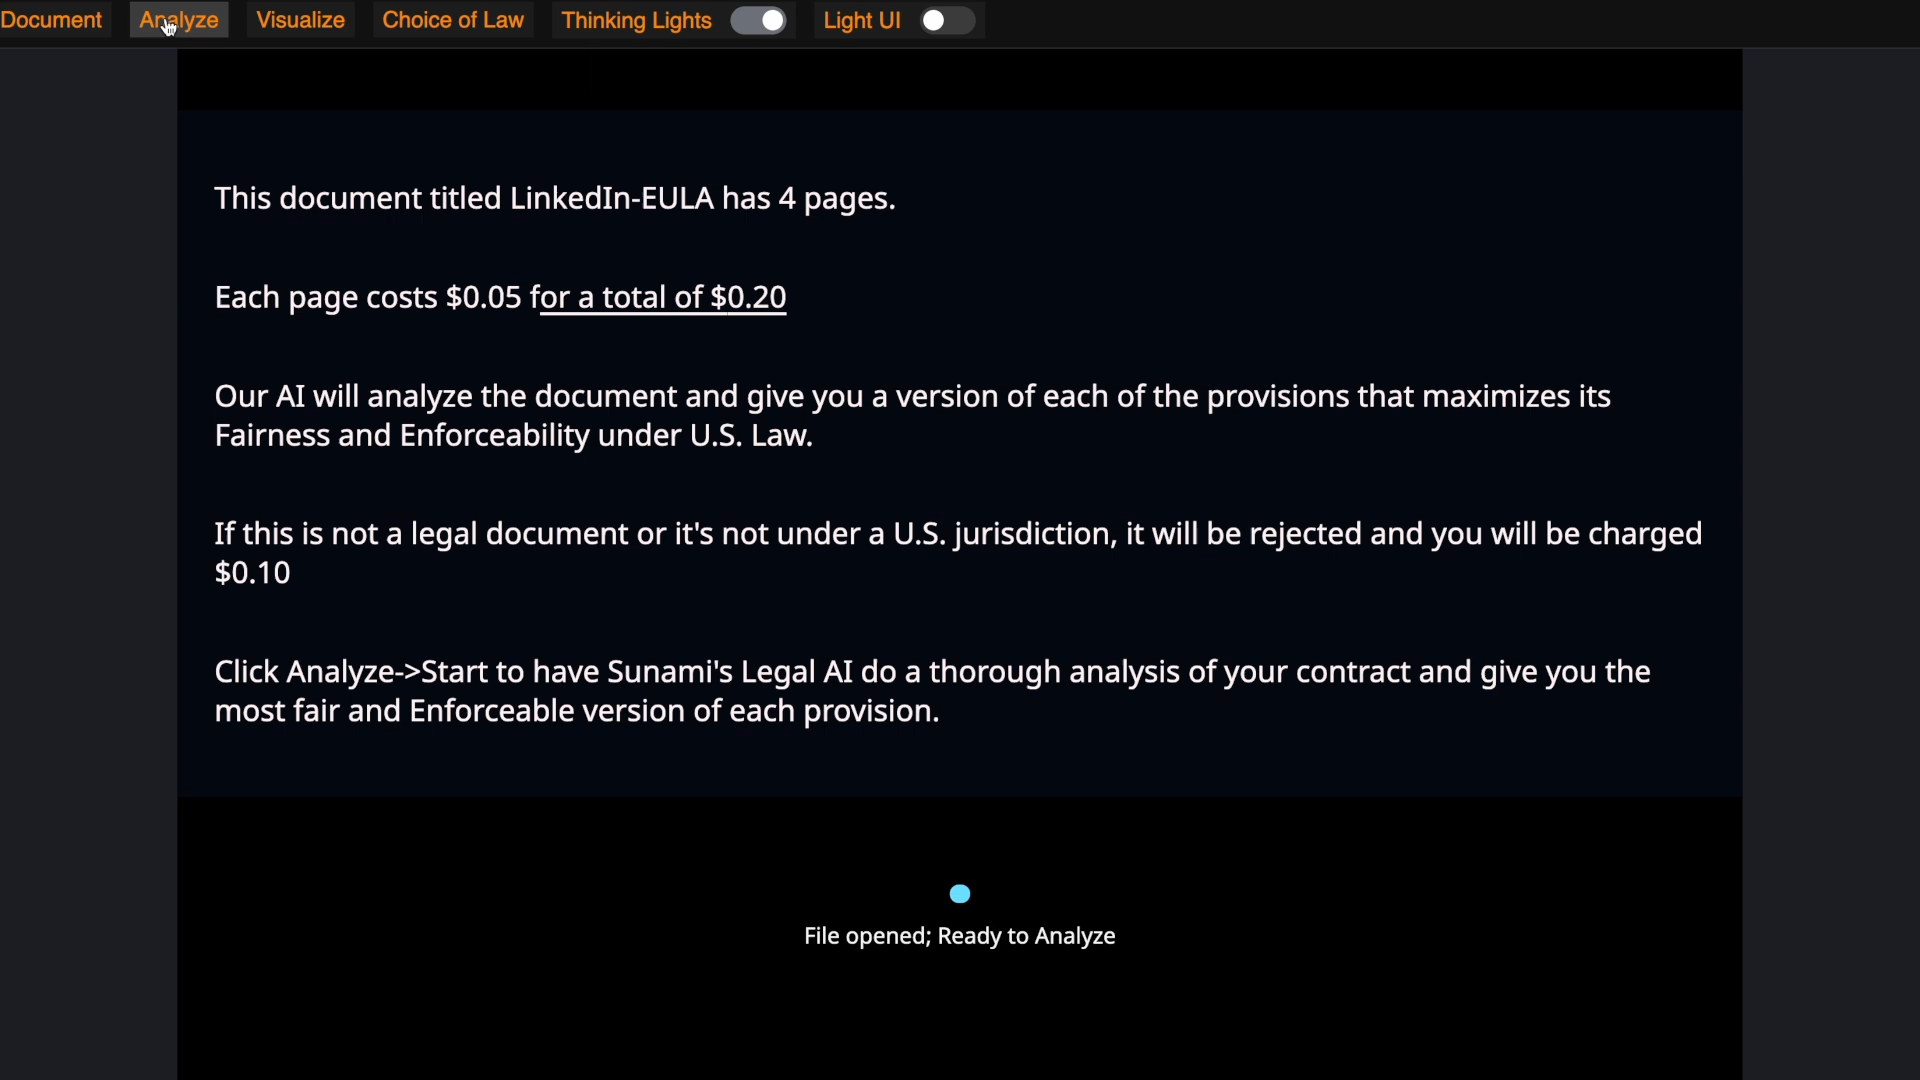 Document Analyze Visualize Choice of Law Thinking Lights Light UI
This document titled LinkedIn-EULA has 4 pages.
Each page costs $0.05 for a total of $0.20
Our AI will analyze the document and give you a version of each of the provisions that maximizes its
Fairness and Enforceability under U.S. Law.
If this is not a legal document or it's not under a U.S. jurisdiction, it will be rejected and you will be charged
$0.10
Click Analyze->Start to have Sunami's Legal AI do a thorough analysis of your contract and give you the
most fair and Enforceable version of each provision.
File opened; Ready to Analyze